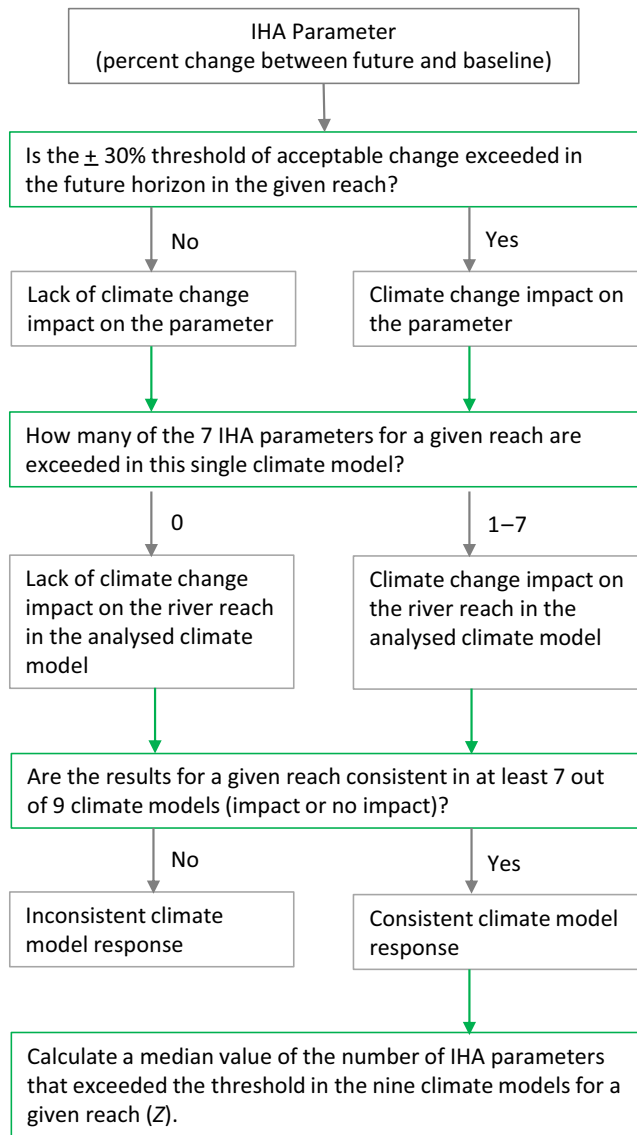 IHA Parameter
(percent change between future and baseline)
Is the ± 30% threshold of acceptable change exceeded in
the future horizon in the given reach?
No
Yes
Lack of climate change
impact on the parameter
Climate change impact on
the parameter
How many of the 7 IHA parameters for a given reach are
exceeded in this single climate model?
0
1–7
Lack of climate change
impact on the river reach
in the analysed climate
model
Climate change impact on
the river reach in the
analysed climate model
Are the results for a given reach consistent in at least 7 out
of 9 climate models (impact or no impact)?
No
Yes
Inconsistent climate
model response
Consistent climate model
response
Calculate a median value of the number of IHA parameters
that exceeded the threshold in the nine climate models for a
given reach (Z).